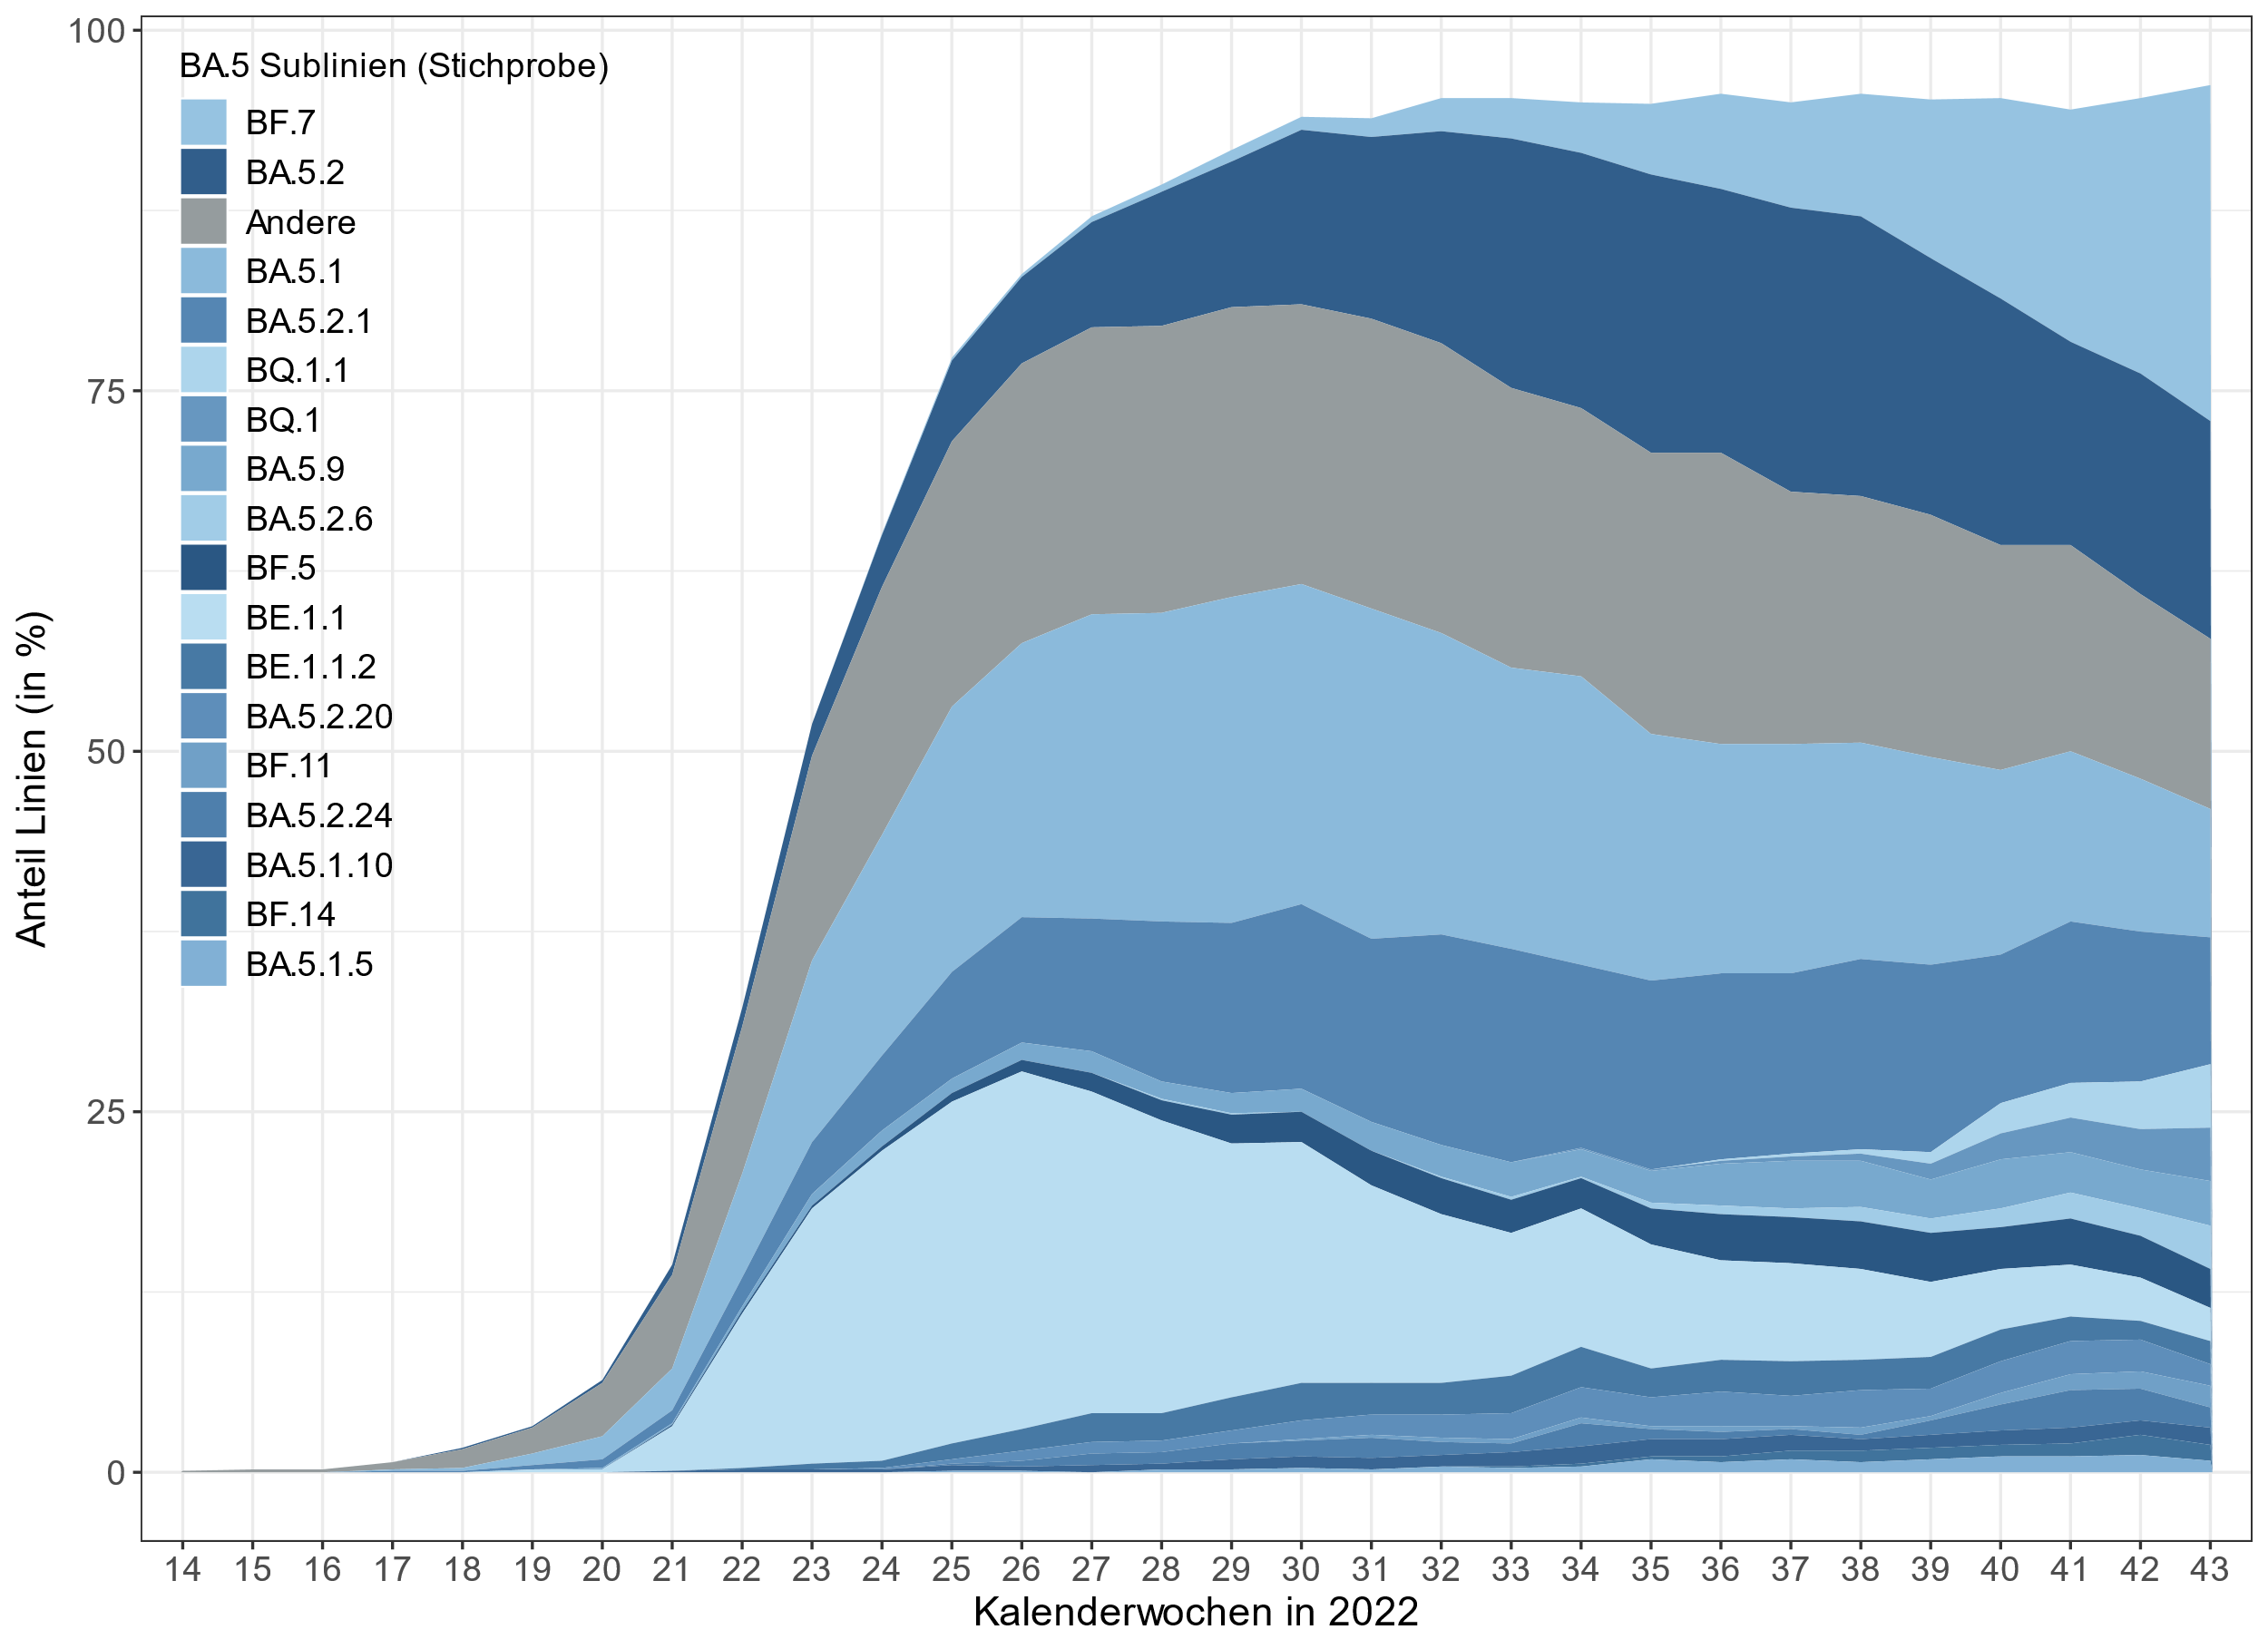 100
75
50
25
0
Anteil Linien (in %)
BA.5 Sublinien (Stichprobe)
BF.7
BA.5.2
Andere
BA.5.1
BA.5.2.1
BQ.1.1
BQ.1
BA.5.9
BA.5.2.6
BF.5
BE.1.1
BE.1.1.2
BA.5.2.20
BF.11
BA.5.2.24
BA.5.1.10
BF.14
BA.5.1.5
14 15 16 17 18 19 20 21 22 23 24 25 26 27 28 29 30 31 32 33 34 35 36 37 38 39 40 41 42 43
Kalenderwochen in 2022